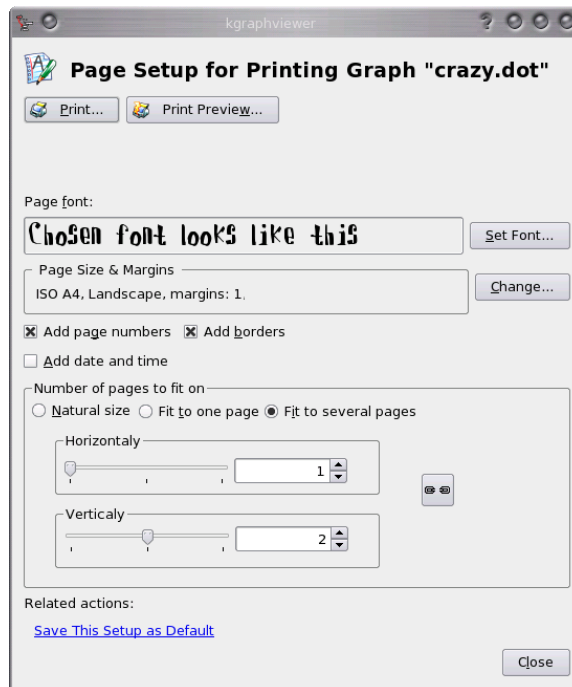 kgraphviewer
Page Setup for Printing Graph "crazy.dot"
Print... Print Preview...
Page font:
Chosen font looks like this
Set Font...
Page Size & Margins
ISO A4, Landscape, margins: 1.
Change...
Add page numbers Add borders
Add date and time
Number of pages to fit on
Natural size Fit to one page Fit to several pages
Horizontaly
1
Verticaly
2
Related actions:
Save This Setup as Default
Close